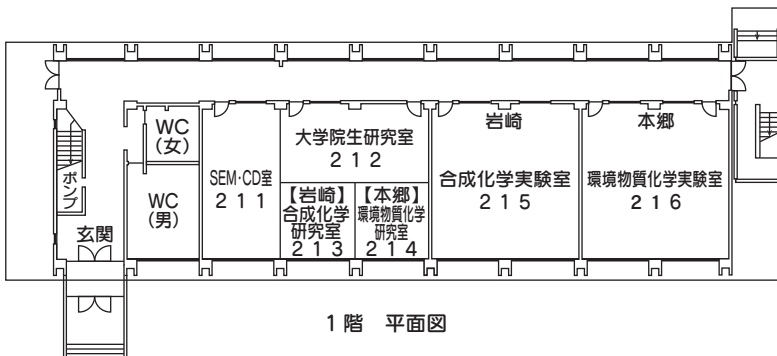 WC
(女)
ポンプ
WC
(男)
玄関
SEM・CD室
211
大学院生研究室
212
【岩崎】
合成化学
研究室
213
【本郷】
環境物質化学
研究室
214
岩崎
合成化学実験室
215
本郷
環境物質化学実験室
216
1階 平面図